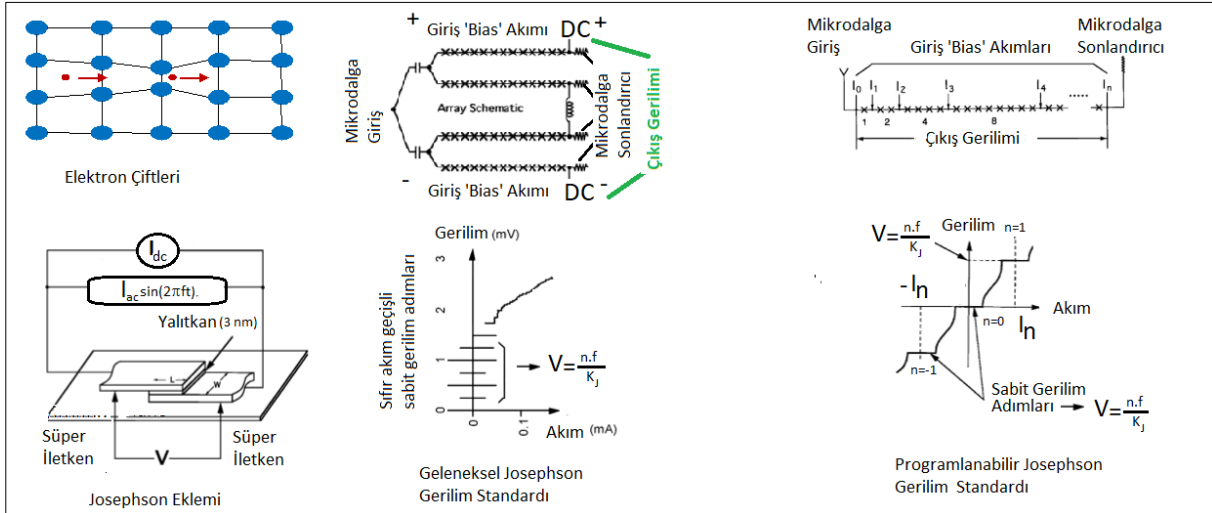 Elektron Çiftleri
I dc
I ac sin(2πft).
Yalıtkan (3 nm)
L
W
Süper
İletken
V
Süper
İletken
Josephson Eklemi
+
Giriş 'Bias' Akımı
DC +
Mikrodalga
Giriş
Array Schematic
Mikrodalga
Sonlandırıcı
Çıkış Gerilimi
-
Giriş 'Bias' Akımı
DC -
Gerilim (mV)
3
2
1
0
Sıfır akım geçişli
sabit gerilim adımları
V= n.f
KJ
0
0.1
Akım (mA)
Geleneksel Josephson
Gerilim Standardı
Mikrodalga
Giriş
Giriş 'Bias' Akımları
Mikrodalga
Sonlandırıcı
I0 I1 I2 I3 I4 ..... In
1 2 4 8
Çıkış Gerilimi
V= n.f
KJ
Gerilim
n=1
-In
n=0
In
Akım
n=-1
Sabit Gerilim
Adımları
V= n.f
KJ
Programlanabilir Josephson
Gerilim Standardı